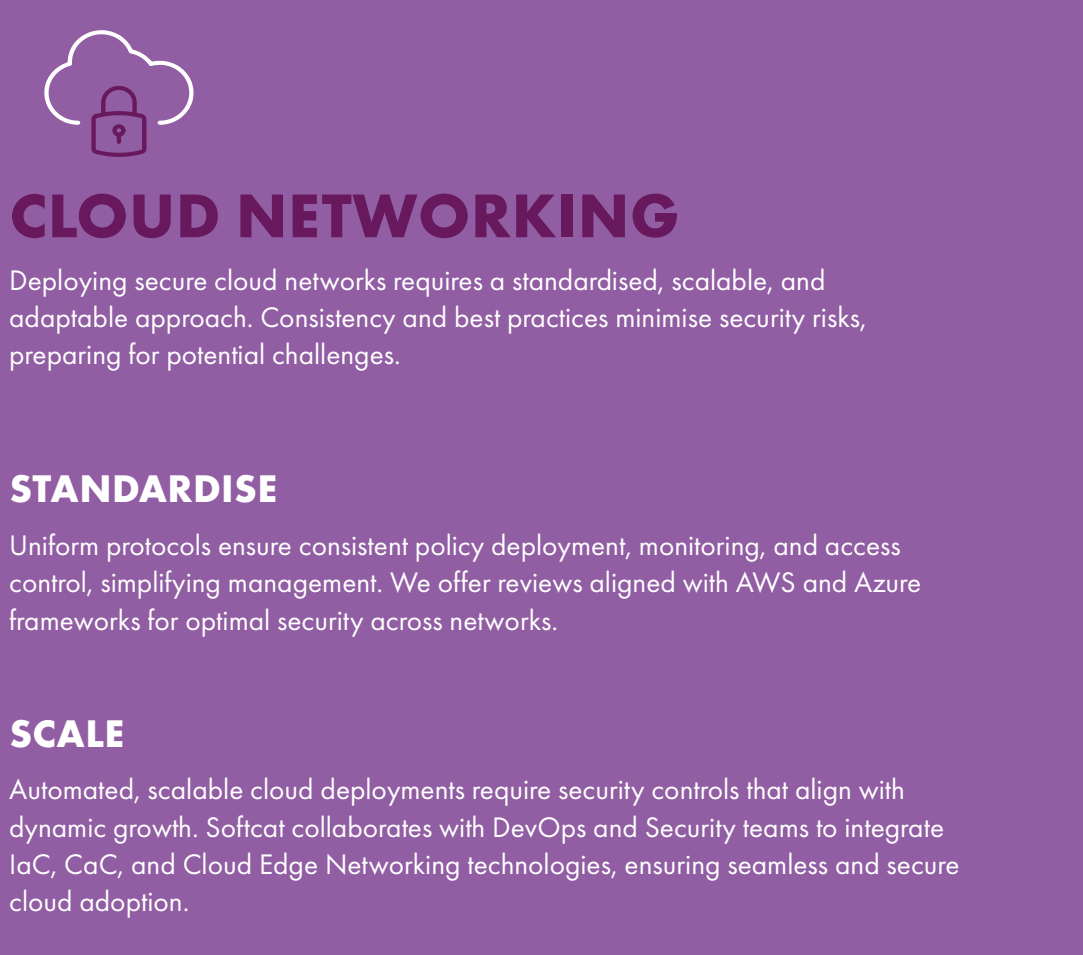 CLOUD NETWORKING
Deploying secure cloud networks requires a standardised, scalable, and
adaptable approach. Consistency and best practices minimise security risks,
preparing for potential challenges.
STANDARDISE
Uniform protocols ensure consistent policy deployment, monitoring, and access
control, simplifying management. We offer reviews aligned with AWS and Azure
frameworks for optimal security across networks.
SCALE
Automated, scalable cloud deployments require security controls that align with
dynamic growth. Softcat collaborates with DevOps and Security teams to integrate
IaC, CaC, and Cloud Edge Networking technologies, ensuring seamless and secure
cloud adoption.